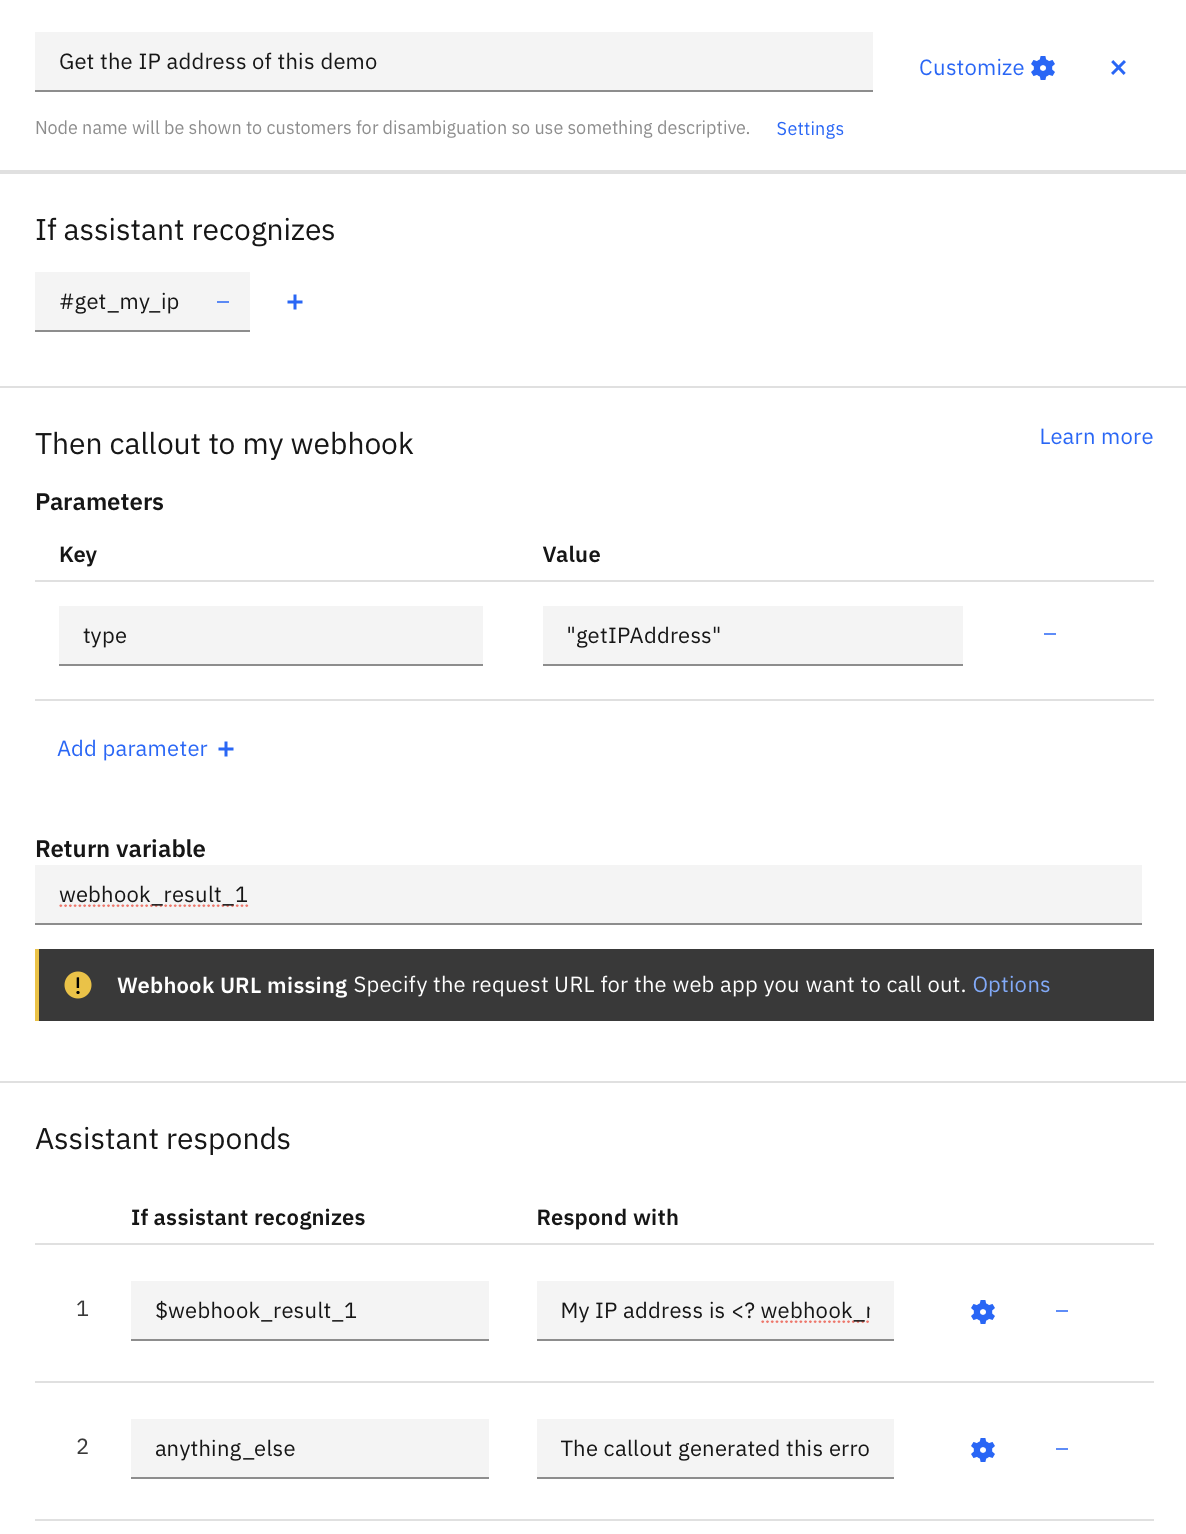 Get the IP address of this demo
Customize
Node name will be shown to customers for disambiguation so use something descriptive. Settings
If assistant recognizes
#get_my_ip
Then callout to my webhook
Learn more
Parameters
Key Value
type "getIPAddress"
Add parameter +
Return variable
webhook_result_1
Webhook URL missing Specify the request URL for the web app you want to call out. Options
Assistant responds
If assistant recognizes Respond with
1 $webhook_result_1 My IP address is <? webhook_
2 anything_else The callout generated this erro